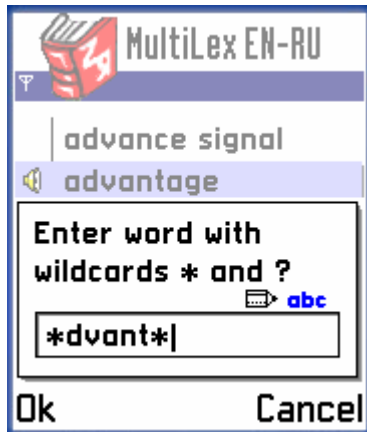 MultiLex EN-RU
advance signal
advantage
Enter word with
wildcards * and ?
abc
*dvant*
Ok Cancel